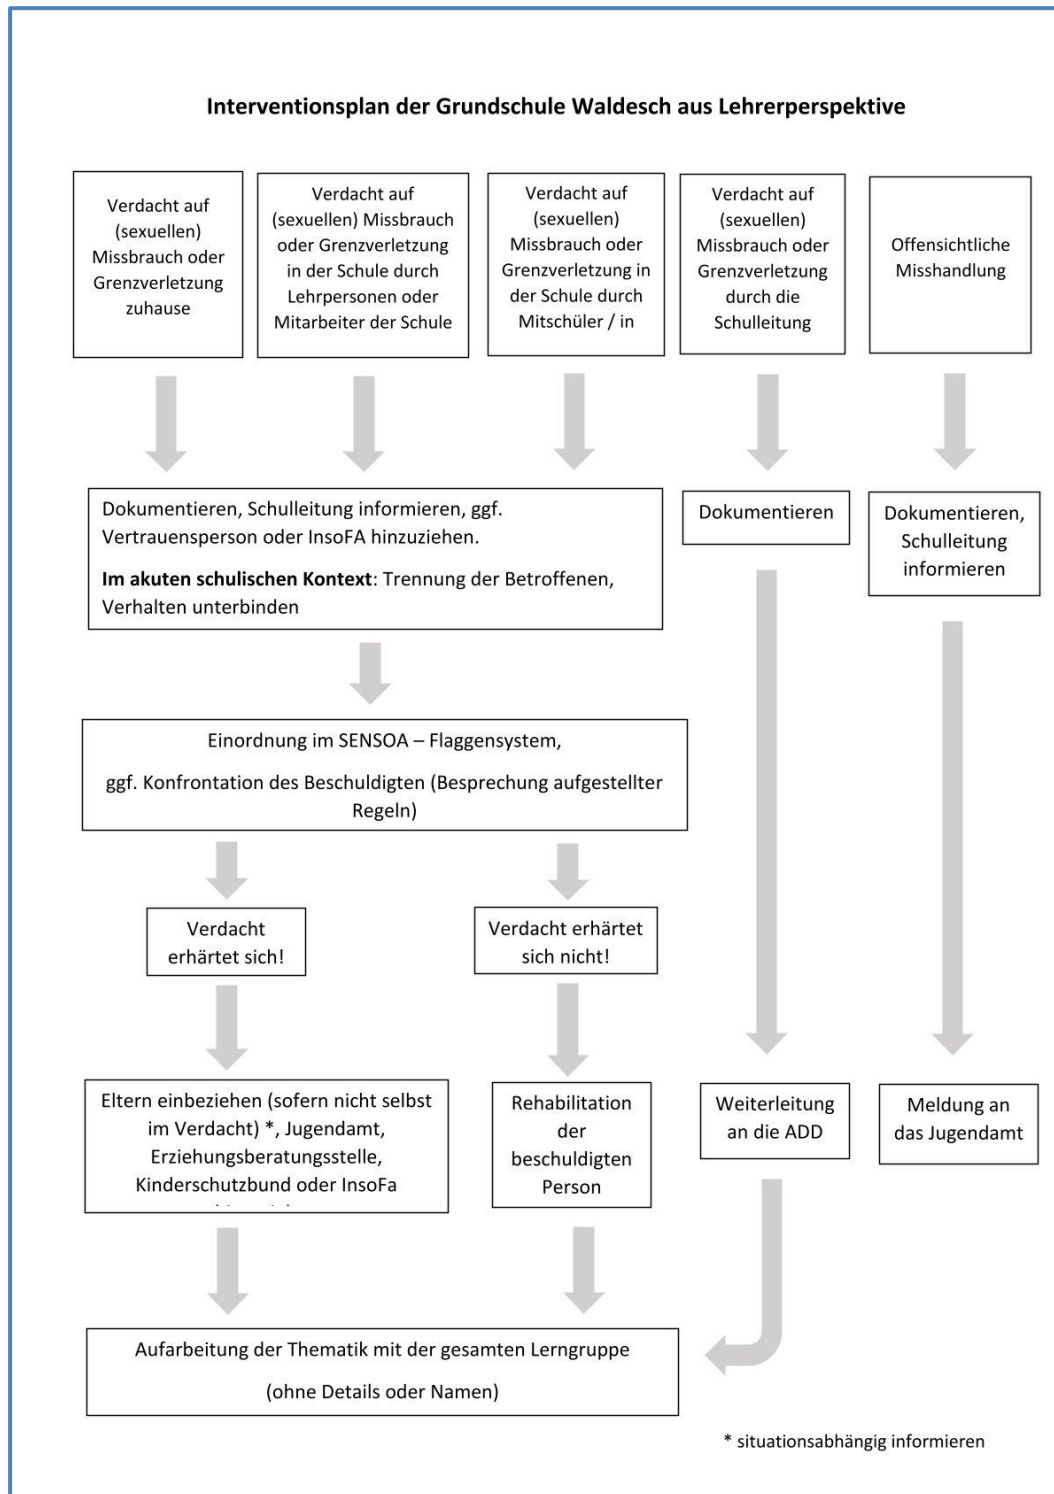 Interventionsplan der Grundschule Waldesch aus Lehrerperspektive
Verdacht auf
(sexuellen)
Missbrauch oder
Grenzverletzung
zuhause
Verdacht auf
(sexuellen) Missbrauch
oder Grenzverletzung
in der Schule durch
Lehrpersonen oder
Mitarbeiter der Schule
Verdacht auf
(sexuellen)
Missbrauch oder
Grenzverletzung in
der Schule durch
Mitschüler / in
Verdacht auf
(sexuellen)
Missbrauch oder
Grenzverletzung
durch die
Schulleitung
Offensichtliche
Misshandlung
Dokumentieren, Schulleitung informieren, ggf.
Vertrauensperson oder InsoFA hinzuziehen.
Im akuten schulischen Kontext: Trennung der Betroffenen,
Verhalten unterbinden
Dokumentieren
Dokumentieren,
Schulleitung
informieren
Einordnung im SENSOA – Flaggensystem,
ggf. Konfrontation des Beschuldigten (Besprechung aufgestellter
Regeln)
Verdacht
erhärtet sich!
Verdacht erhärtet
sich nicht!
Eltern einbeziehen (sofern nicht selbst
im Verdacht) *, Jugendamt,
Erziehungsberatungsstelle,
Kinderschutzbund oder InsoFa
Rehabilitation
der
beschuldigten
Person
Weiterleitung
an die ADD
Meldung an
das Jugendamt
Aufarbeitung der Thematik mit der gesamten Lerngruppe
(ohne Details oder Namen)
* situationsabhängig informieren